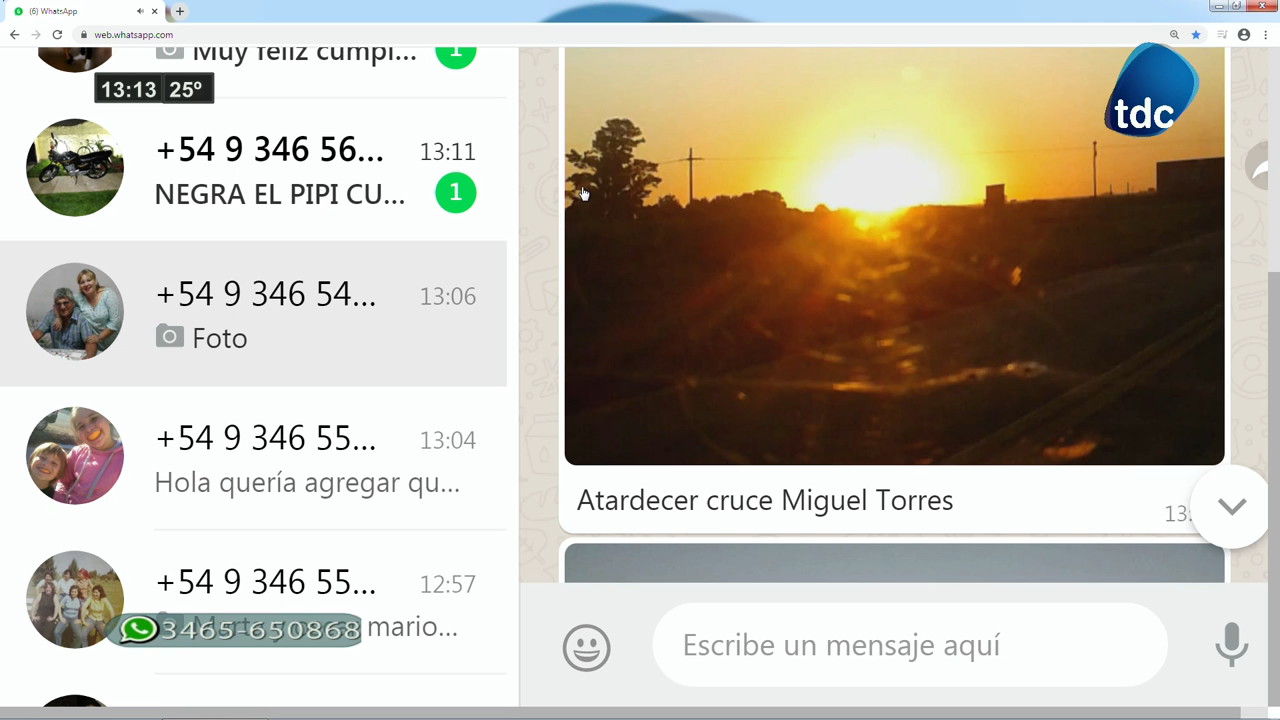 (6) WhatsApp
web.whatsapp.com
Muy feliz cumpl...
1
13:13 25º
+54 9 346 56...
13:11
NEGRA EL PIPI CU...
1
+54 9 346 54...
13:06
Foto
+54 9 346 55...
13:04
Hola quería agregar qu...
+54 9 346 55...
12:57
mario...
3465-650868
tdc
Atardecer cruce Miguel Torres
13:
Escribe un mensaje aquí